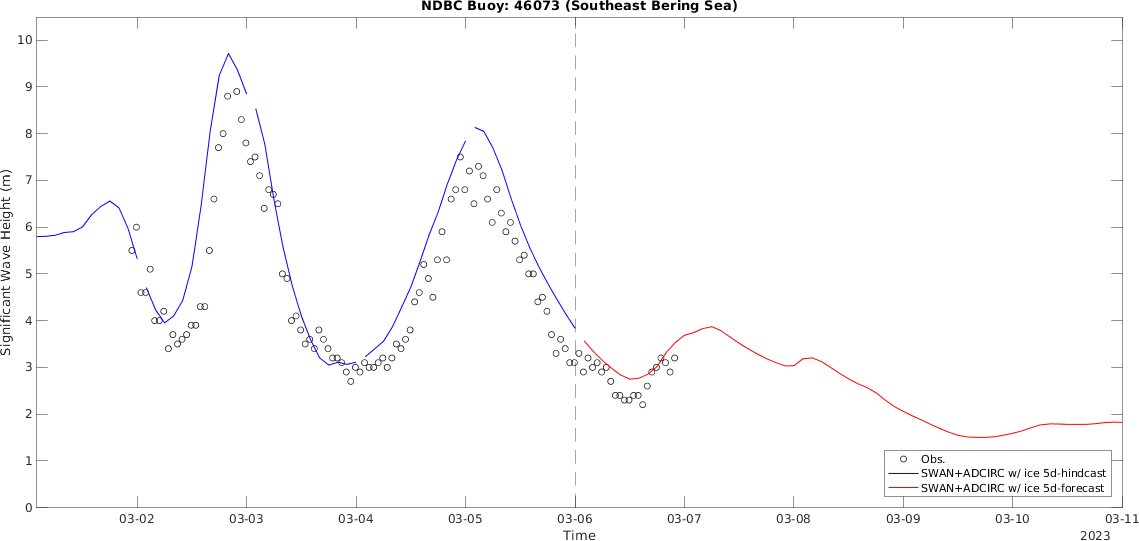 NDBC Buoy: 46073 (Southeast Bering Sea)
Significant Wave Height (m)
10
9
8
7
6
5
4
3
2
1
0
Obs.
SWAN+ADCIRC w/ ice 5d-hindcast
SWAN+ADCIRC w/ ice 5d-forecast
03-02 03-03 03-04 03-05 03-06 03-07 03-08 03-09 03-10 03-11
Time
2023